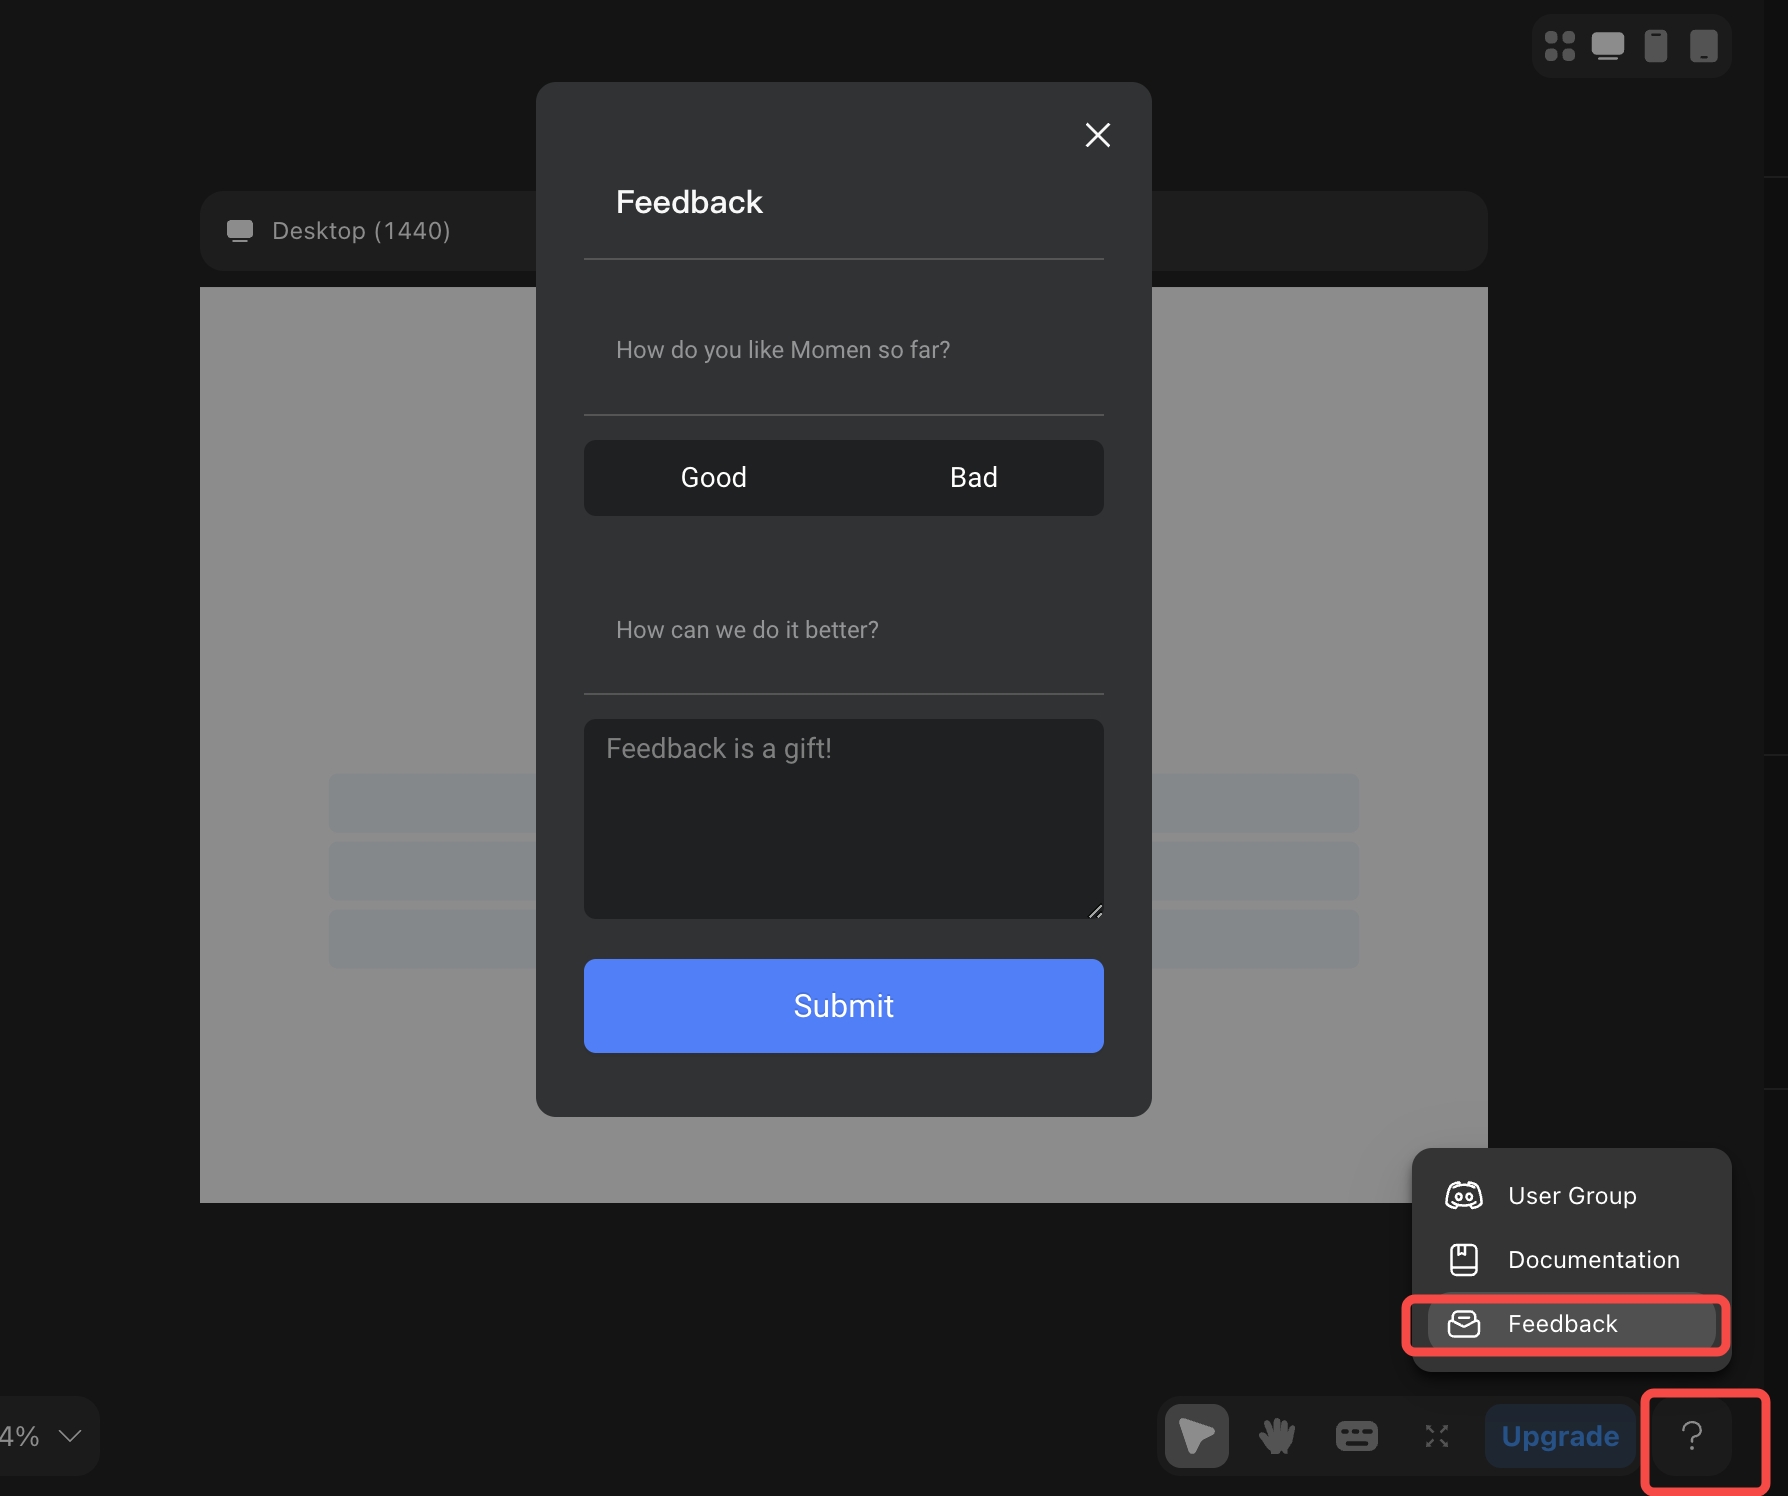 Desktop (1440)
Feedback
How do you like Momen so far?
Good
Bad
How can we do it better?
Feedback is a gift!
Submit
User Group
Documentation
Feedback
4%
Upgrade
?